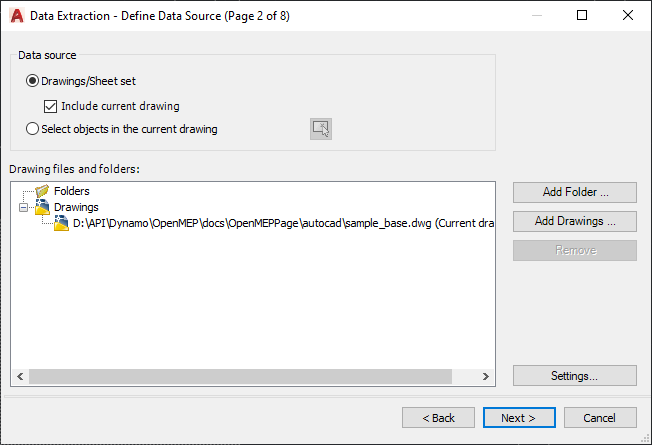 Data Extraction - Define Data Source (Page 2 of 8)
Data source
Drawings/Sheet set
Include current drawing
Select objects in the current drawing
Drawing files and folders:
Folders
Drawings
D:\API\Dynamo\OpenMEP\docs\OpenMEPPage\autocad\sample_base.dwg (Current dra
Add Folder ...
Add Drawings ...
Remove
Settings...
< Back
Next >
Cancel